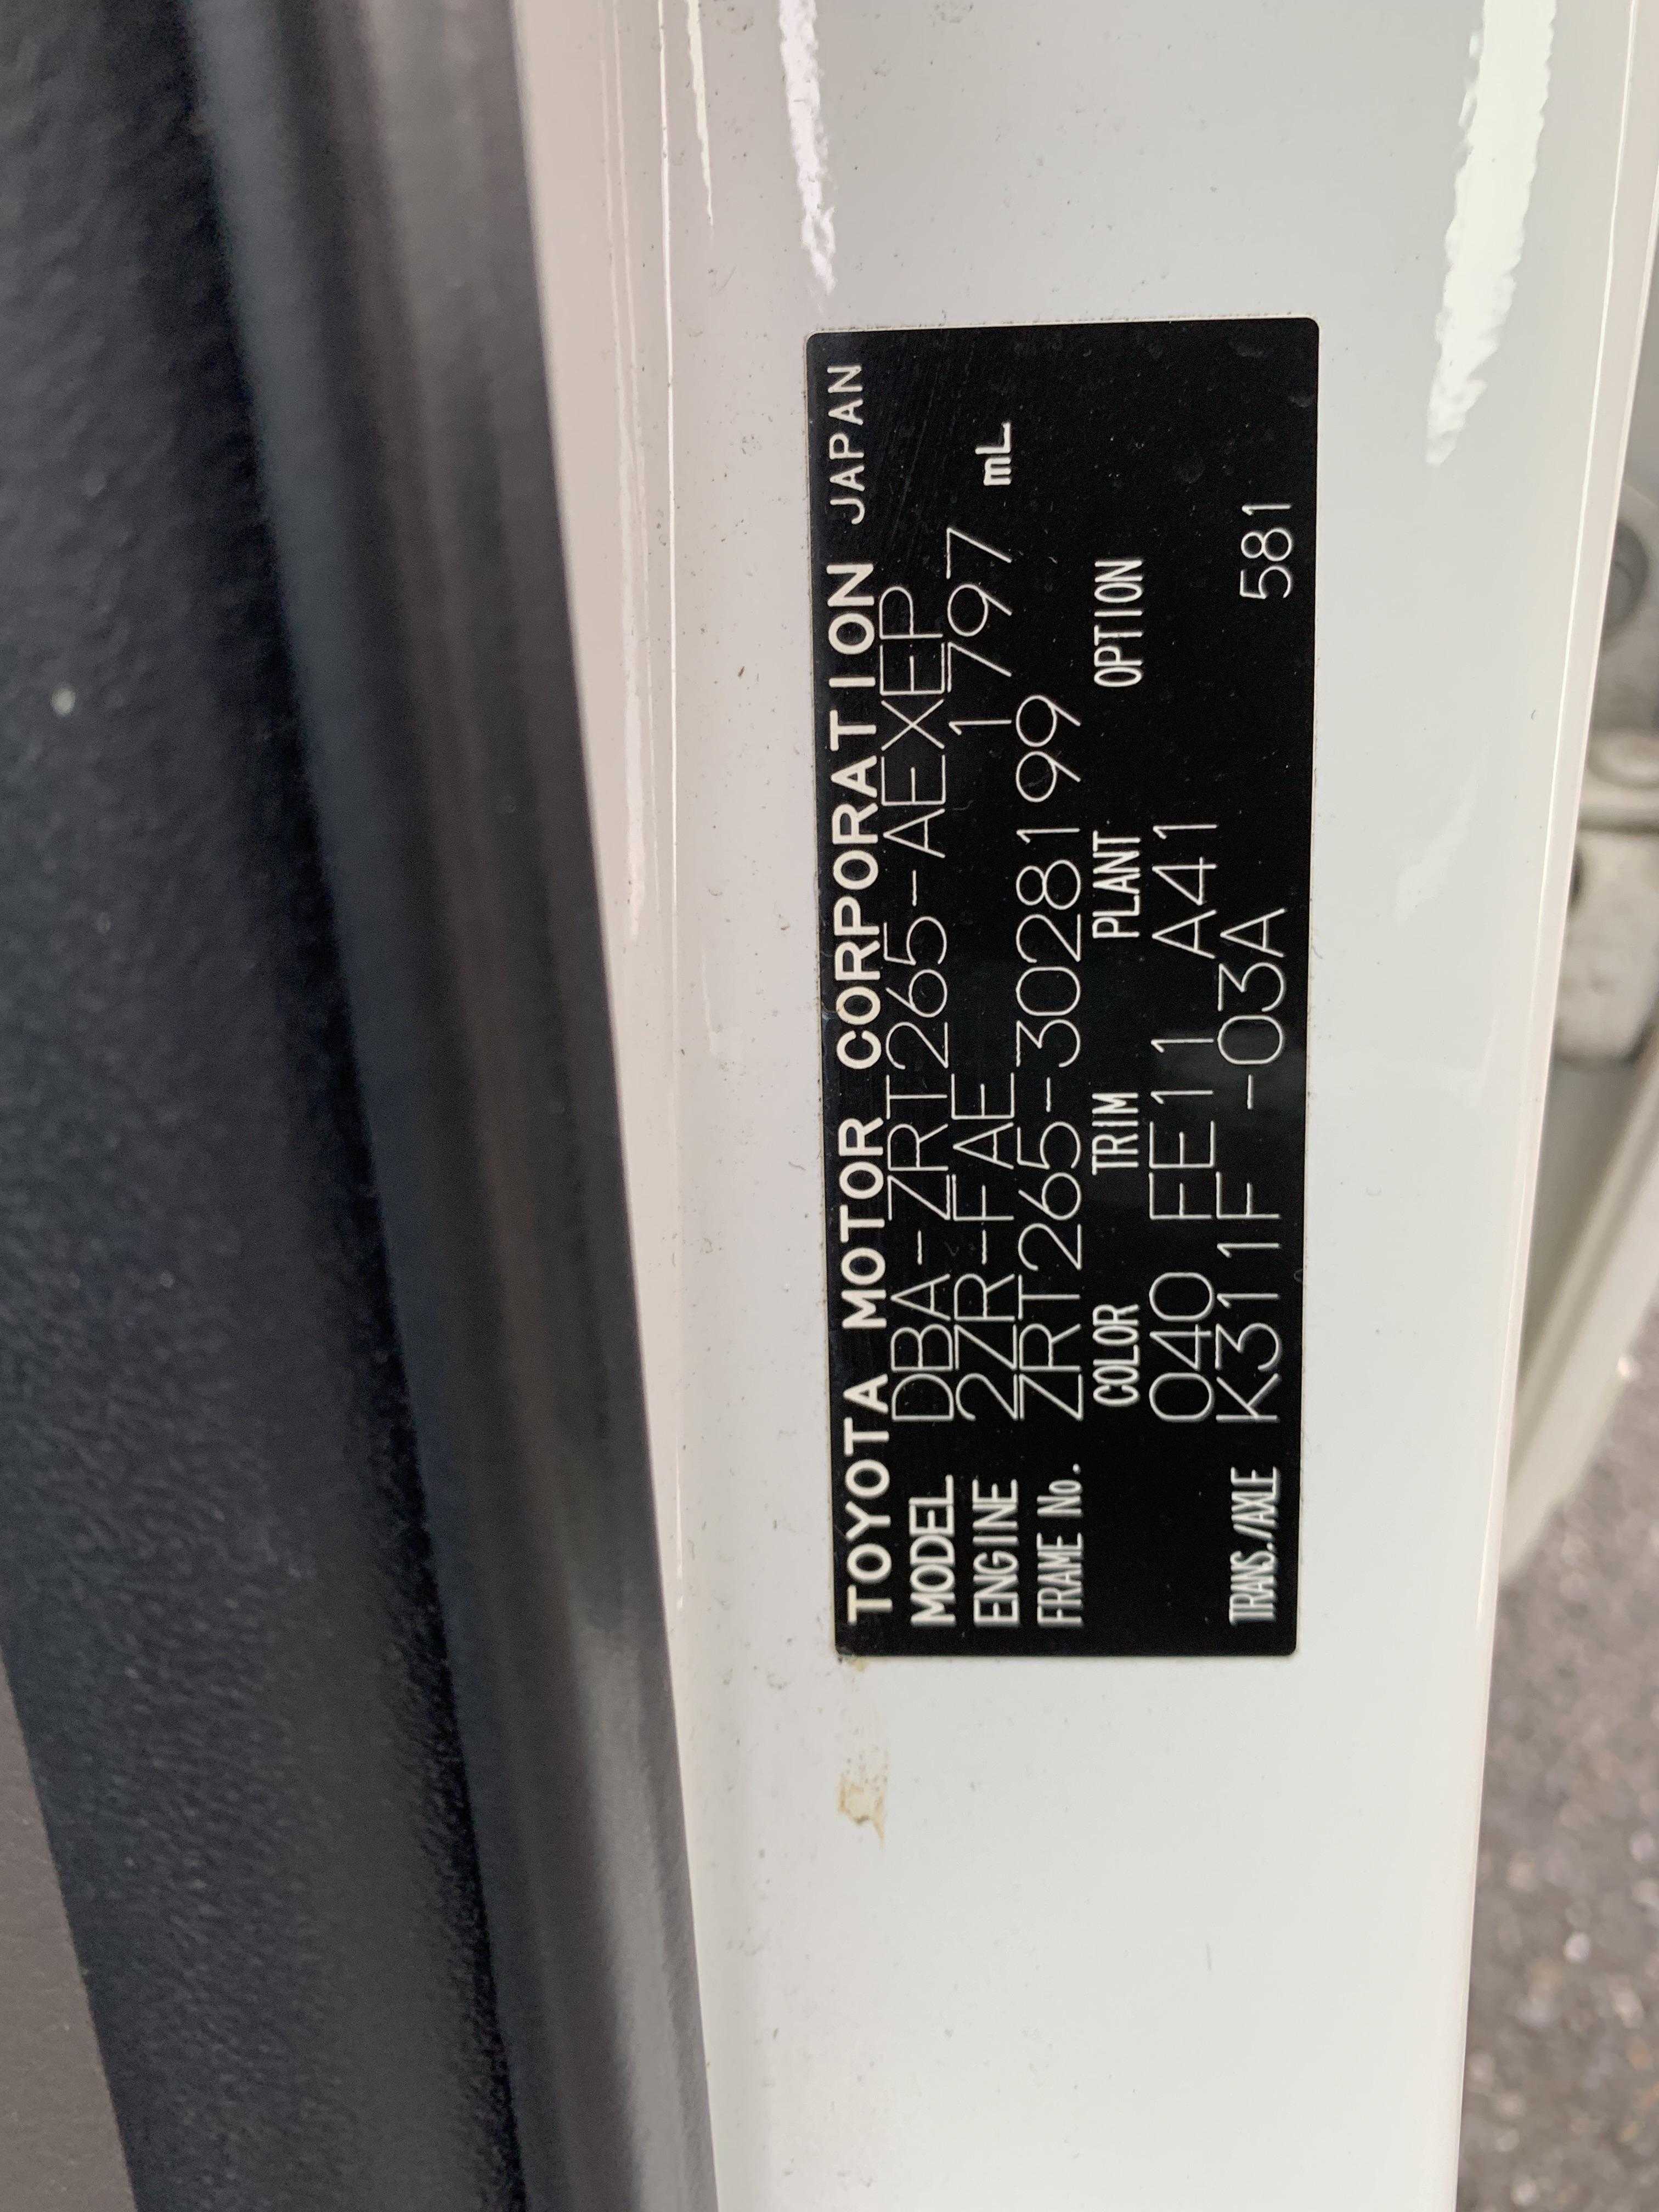 TOYOTA MOTOR CORPORATION JAPAN
MODEL DBA-ZRT265-AEXEP
ENGINE 2ZR-FAE 1797 mL
FRAME No. ZRT265-3028199
COLOR TRIM PLANT OPTION
040 FE11 A41
TRANS./AXLE K311F -03A 581